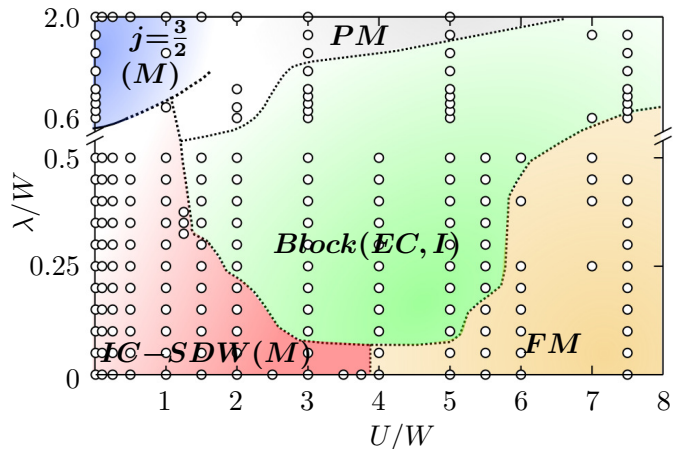 2.0
0.6
0.5
0.25
0
λ/W
j=3/2
(M)
PM
Block(EC, I)
IC−SDW(M)
FM
1 2 3 4 5 6 7 8
U/W